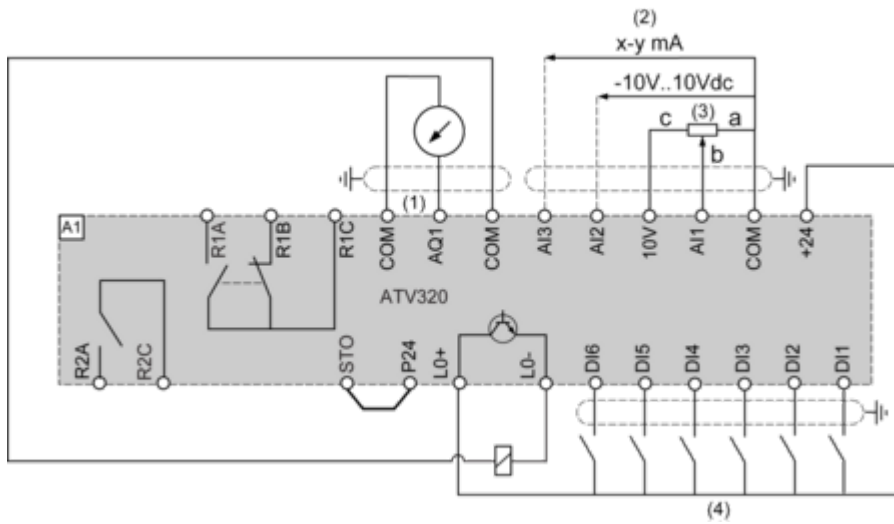 (2)
x-y mA
-10V..10Vdc
c (3) a
b
(1)
A1
R1A R1B R1C COM AQ1 COM AI3 AI2 10V AI1 COM +24
ATV320
R2A R2C STO P24 L0+ L0- DI6 DI5 DI4 DI3 DI2 DI1
(4)